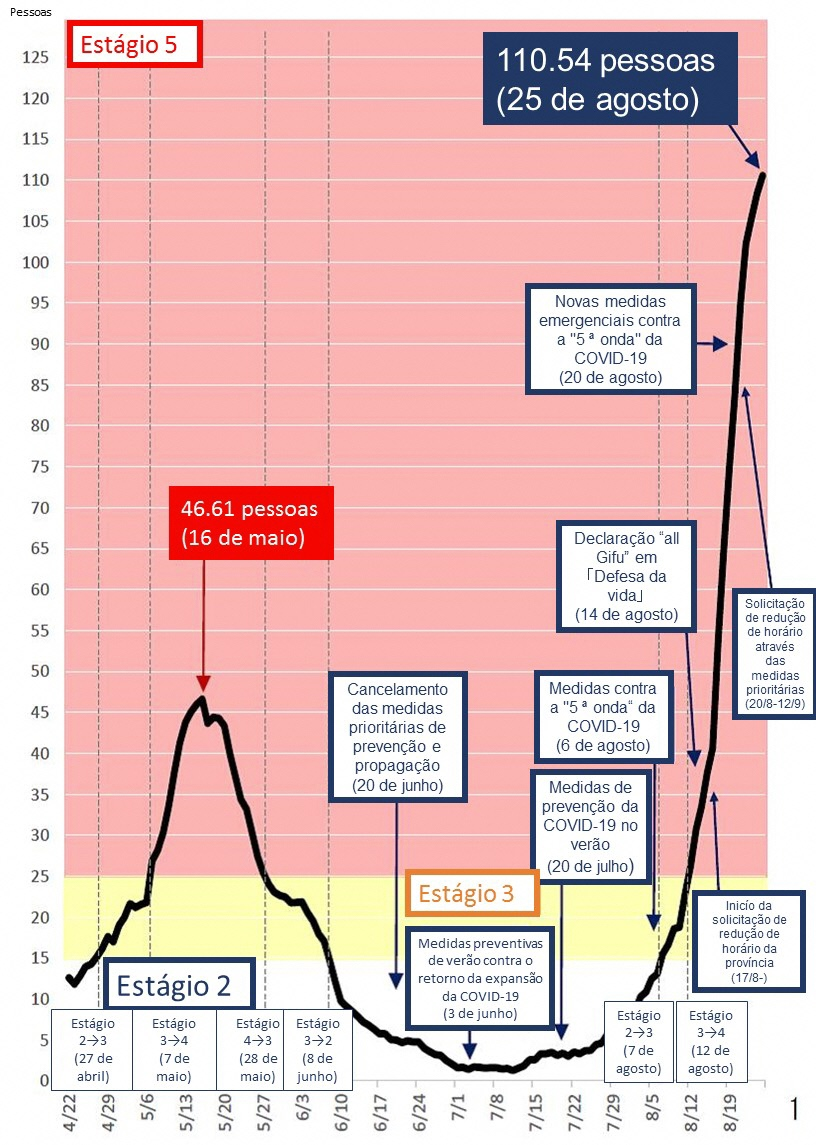 Pessoas
Estágio 5
110.54 pessoas
(25 de agosto)
125
120
115
110
105
100
95
90
85
80
75
70
65
60
55
50
45
40
35
30
25
20
15
10
5
0
Novas medidas
emergenciais contra
a "5 ª onda" da
COVID-19
(20 de agosto)
46.61 pessoas
(16 de maio)
Declaração “all
Gifu” em
「Defesa da
vida」
(14 de agosto)
Solicitação
de redução
de horário
através
das
medidas
prioritárias
(20/8-12/9)
Cancelamento
das medidas
prioritárias de
prevenção e
propagação
(20 de junho)
Medidas contra
a "5 ª onda“ da
COVID-19
(6 de agosto)
Medidas de
prevenção da
COVID-19 no
verão
(20 de julho)
Estágio 3
Inicío da
solicitação de
redução de
horário da
província
(17/8-)
Medidas preventivas
de verão contra o
retorno da expansão
da COVID-19
(3 de junho)
Estágio 2
Estágio
2→3
(27 de
abril)
Estágio
3→4
(7 de
maio)
Estágio
4→3
(28 de
maio)
Estágio
3→2
(8 de
junho)
Estágio
2→3
(7 de
agosto)
Estágio
3→4
(12 de
agosto)
4/22
4/29
5/6
5/13
5/20
5/27
6/3
6/10
6/17
6/24
7/1
7/8
7/15
7/22
7/29
8/5
8/12
8/19
1